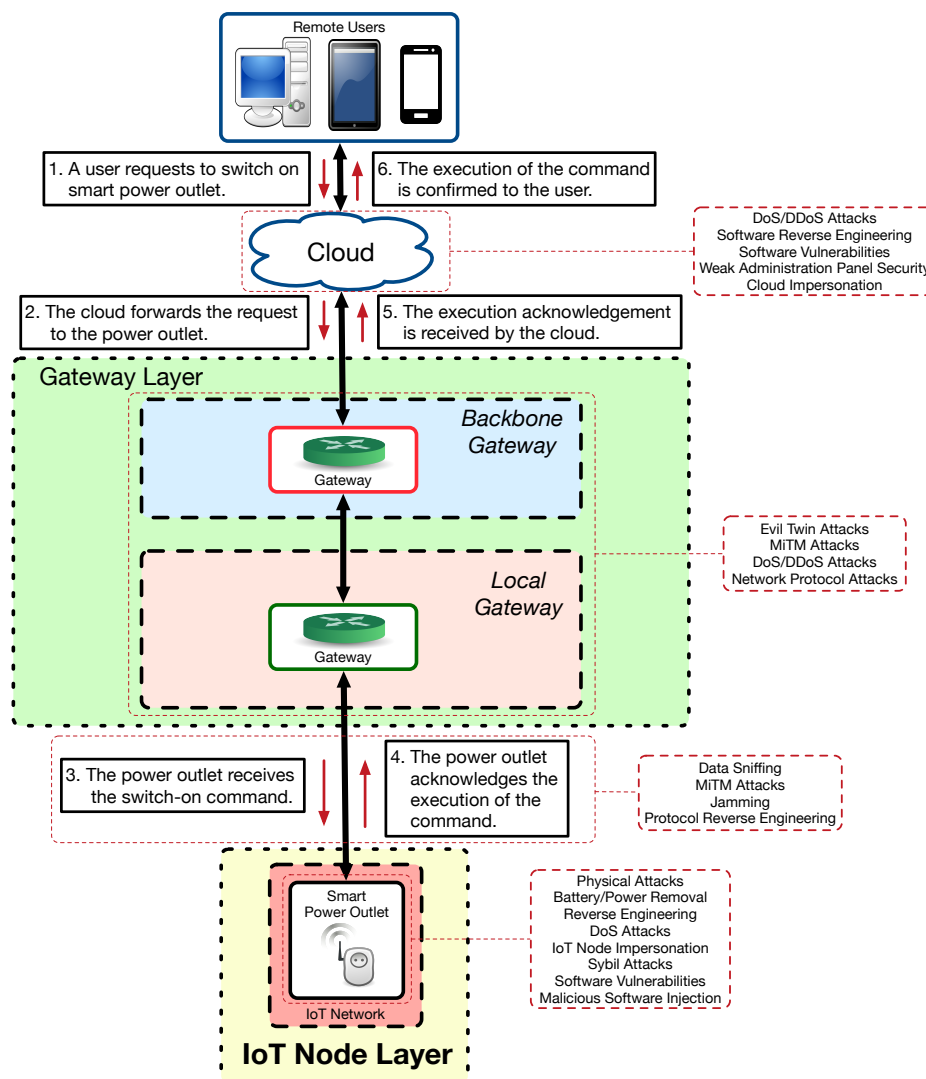 Remote Users
1. A user requests to switch on
smart power outlet.
6. The execution of the command
is confirmed to the user.
Cloud
DoS/DDoS Attacks
Software Reverse Engineering
Software Vulnerabilities
Weak Administration Panel Security
Cloud Impersonation
2. The cloud forwards the request
to the power outlet.
5. The execution acknowledgement
is received by the cloud.
Gateway Layer
Backbone
Gateway
Gateway
Evil Twin Attacks
MiTM Attacks
DoS/DDoS Attacks
Network Protocol Attacks
Local
Gateway
Gateway
3. The power outlet receives
the switch-on command.
4. The power outlet
acknowledges the
execution of the
command.
Data Sniffing
MiTM Attacks
Jamming
Protocol Reverse Engineering
Smart
Power Outlet
IoT Network
IoT Node Layer
Physical Attacks
Battery/Power Removal
Reverse Engineering
DoS Attacks
IoT Node Impersonation
Sybil Attacks
Software Vulnerabilities
Malicious Software Injection